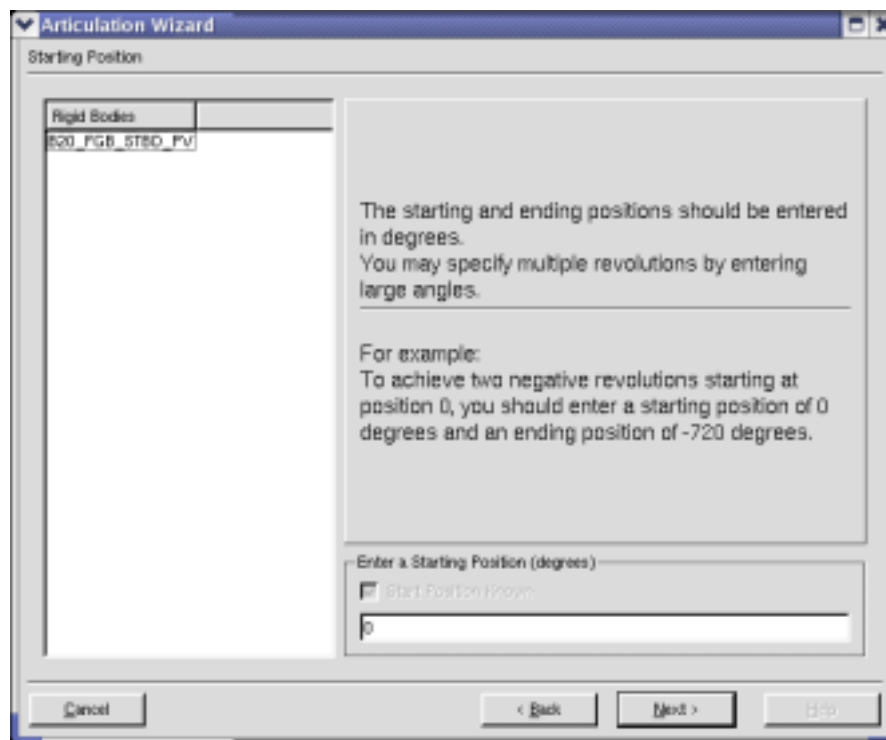 Articulation Wizard
Starting Position
Rigid Bodies
B20_FGB_STBD_PV
The starting and ending positions should be entered
in degrees.
You may specify multiple revolutions by entering
large angles.
For example:
To achieve two negative revolutions starting at
position 0, you should enter a starting position of 0
degrees and an ending position of -720 degrees.
Enter a Starting Position (degrees)
Start Position Known
0
Cancel
< Back
Next >
Help